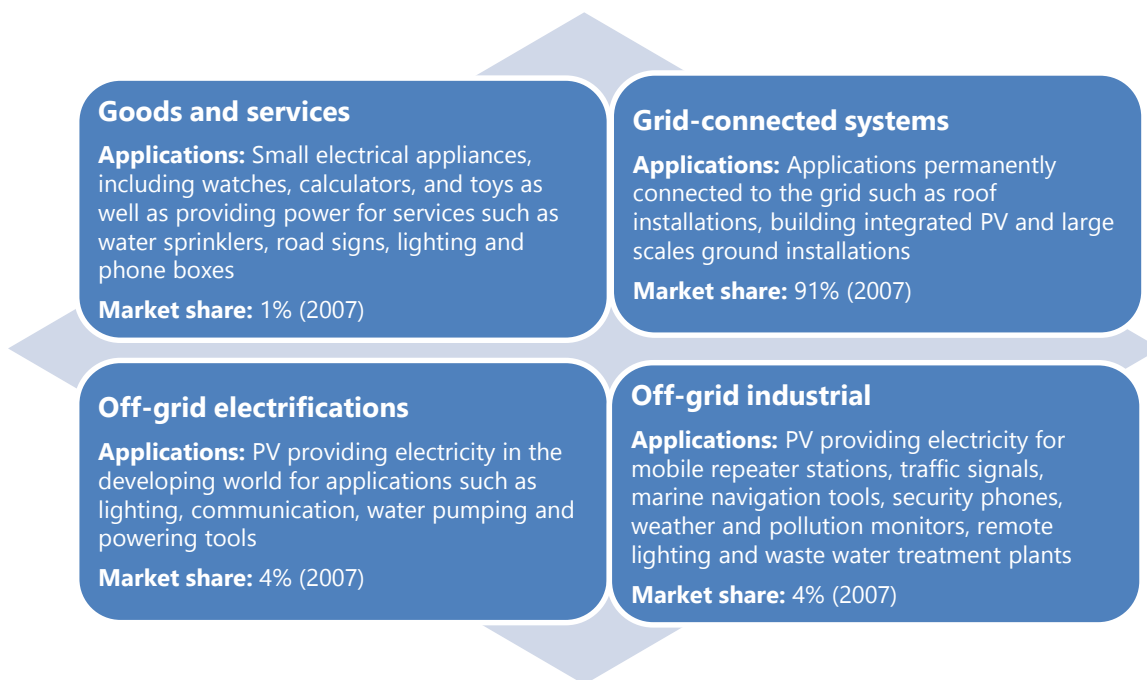 Goods and services
Applications: Small electrical appliances,
including watches, calculators, and toys as
well as providing power for services such as
water sprinklers, road signs, lighting and
phone boxes
Market share: 1% (2007)
Grid-connected systems
Applications: Applications permanently
connected to the grid such as roof
installations, building integrated PV and large
scales ground installations
Market share: 91% (2007)
Off-grid electrifications
Applications: PV providing electricity in the
developing world for applications such as
lighting, communication, water pumping and
powering tools
Market share: 4% (2007)
Off-grid industrial
Applications: PV providing electricity for
mobile repeater stations, traffic signals,
marine navigation tools, security phones,
weather and pollution monitors, remote
lighting and waste water treatment plants
Market share: 4% (2007)